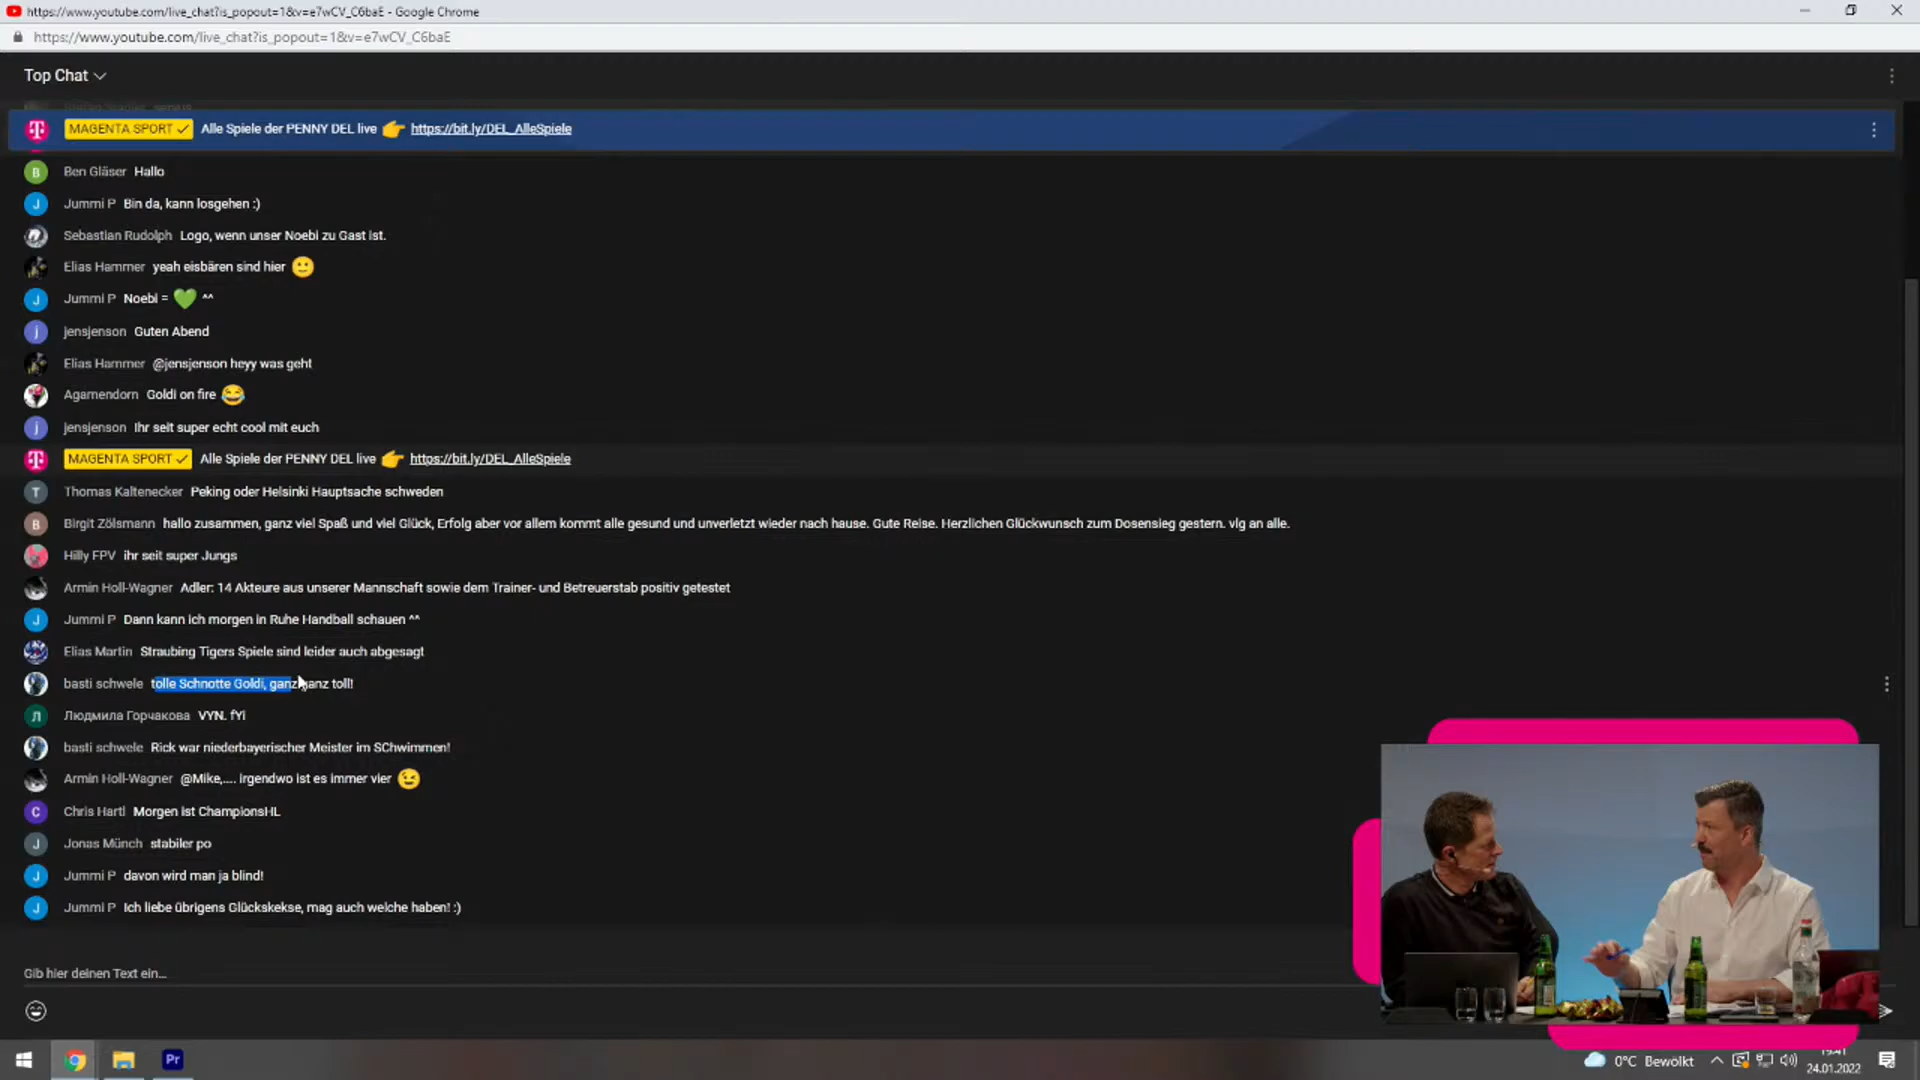 https://www.youtube.com/live_chat?is_popout=1&v=e7wCV_C6baE - Google Chrome
https://www.youtube.com/live_chat?is_popout=1&v=e7wCV_C6baE
Top Chat
MAGENTA SPORT Alle Spiele der PENNY DEL live 👉 https://bit.ly/DEL_AlleSpiele
Ben Gläser Hallo
Jummi P Bin da, kann losgehen :)
Sebastian Rudolph Logo, wenn unser Noebi zu Gast ist.
Elias Hammer yeah eisbären sind hier 🙂
Jummi P Noebi = 💚 ^^
jensjenson Guten Abend
Elias Hammer @jensjenson heyy was geht
Agamendorn Goldi on fire 😂
jensjenson Ihr seit super echt cool mit euch
MAGENTA SPORT Alle Spiele der PENNY DEL live 👉 https://bit.ly/DEL_AlleSpiele
Thomas Kaltenecker Peking oder Helsinki Hauptsache schweden
Birgit Zölsmann hallo zusammen, ganz viel Spaß und viel Glück, Erfolg aber vor allem kommt alle gesund und unverletzt wieder nach hause. Gute Reise. Herzlichen Glückwunsch zum Dosensieg gestern. vlg an alle.
Hilly FPV ihr seit super Jungs
Armin Holl-Wagner Adler: 14 Akteure aus unserer Mannschaft sowie dem Trainer- und Betreuerstab positiv getestet
Jummi P Dann kann ich morgen in Ruhe Handball schauen ^^
Elias Martin Straubing Tigers Spiele sind leider auch abgesagt
basti schwele tolle Schnotte Goldi, ganz ganz toll!
Людмила Горчакова VYN. fYi
basti schwele Rick war niederbayerischer Meister im SChwimmen!
Armin Holl-Wagner @Mike,.... irgendwo ist es immer vier 😉
Chris Hartl Morgen ist ChampionsHL
Jonas Münch stabiler po
Jummi P davon wird man ja blind!
Jummi P Ich liebe übrigens Glückskekse, mag auch welche haben! :)
Gib hier deinen Text ein...
Pr
0°C Bewölkt
24.01.2022